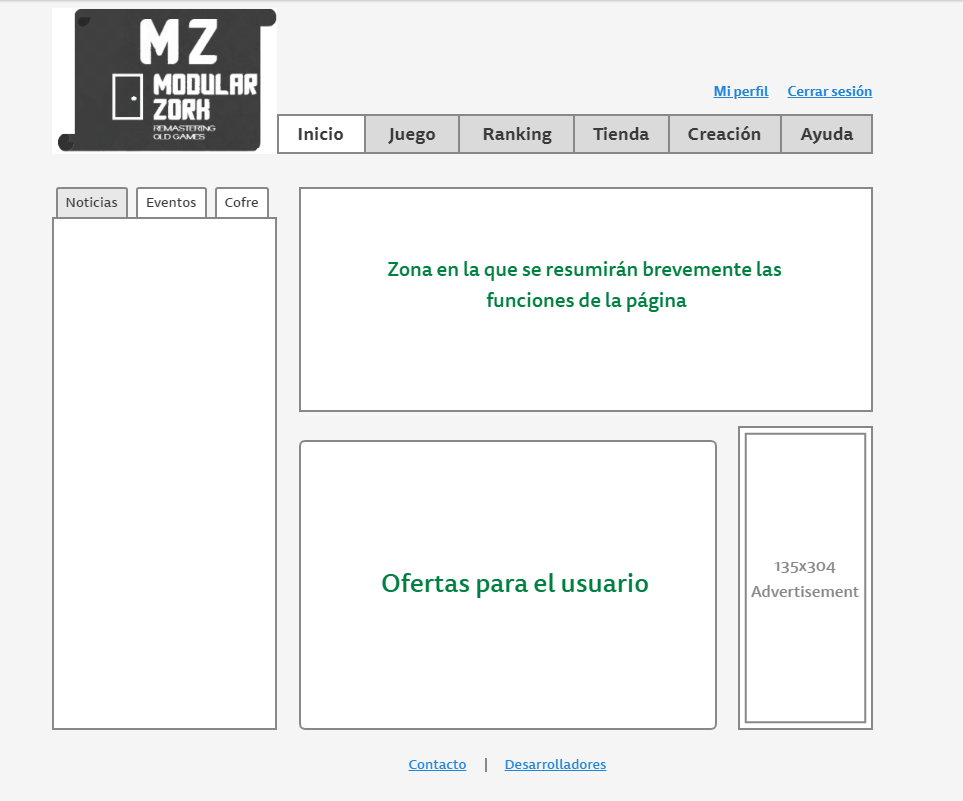 MZ
MODULAR
ZORK
REMASTERING
OLD GAMES
Mi perfil Cerrar sesión
Inicio Juego Ranking Tienda Creación Ayuda
Noticias Eventos Cofre
Zona en la que se resumirán brevemente las
funciones de la página
Ofertas para el usuario
135x304
Advertisement
Contacto | Desarrolladores